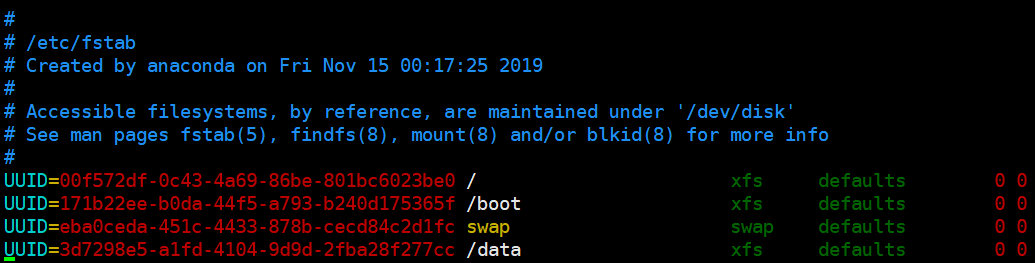 #
# /etc/fstab
# Created by anaconda on Fri Nov 15 00:17:25 2019
#
# Accessible filesystems, by reference, are maintained under '/dev/disk'
# See man pages fstab(5), findfs(8), mount(8) and/or blkid(8) for more info
#
UUID=00f572df-0c43-4a69-86be-801bc6023be0 / xfs defaults 0 0
UUID=171b22ee-b0da-44f5-a793-b240d175365f /boot xfs defaults 0 0
UUID=eba0ceda-451c-4433-878b-cecd84c2d1fc swap swap defaults 0 0
UUID=3d7298e5-a1fd-4104-9d9d-2fba28f277cc /data xfs defaults 0 0